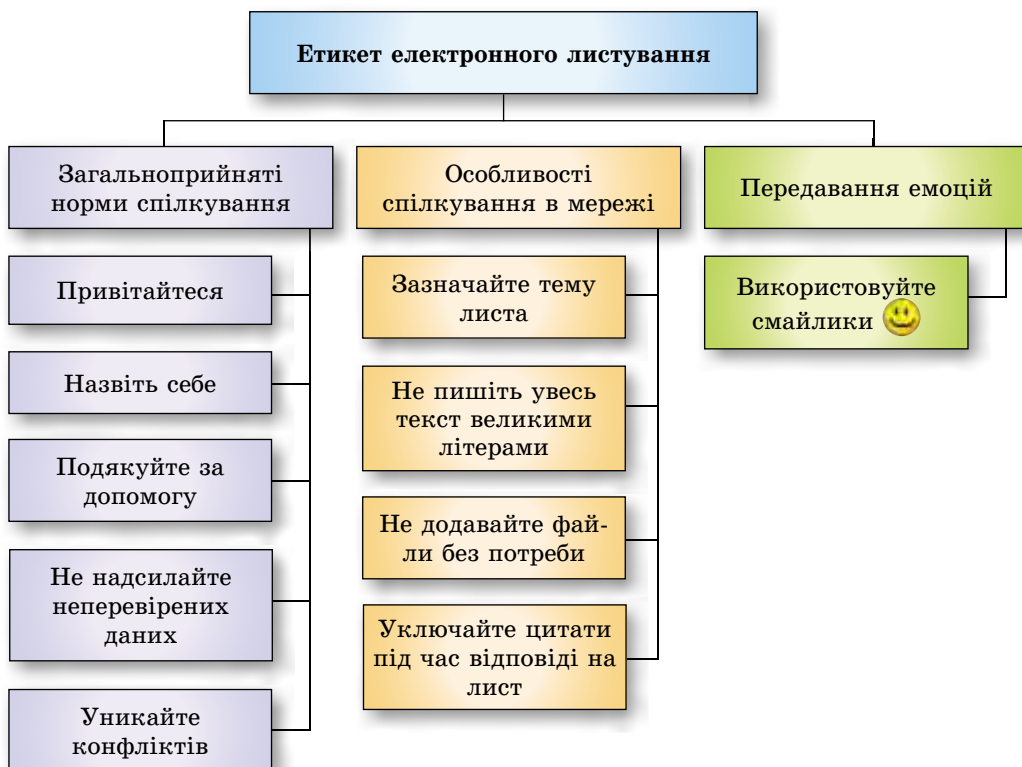 Етикет електронного листування
Загальноприйняті
норми спілкування
Привітайтеся
Назвіть себе
Подякуйте за
допомогу
Не надсилайте
неперевірених
даних
Уникайте
конфліктів
Особливості
спілкування в мережі
Зазначайте тему
листа
Не пишіть увесь
текст великими
літерами
Не додавайте фай-
ли без потреби
Уключайте цитати
під час відповіді на
лист
Передавання емоцій
Використовуйте
смайлики